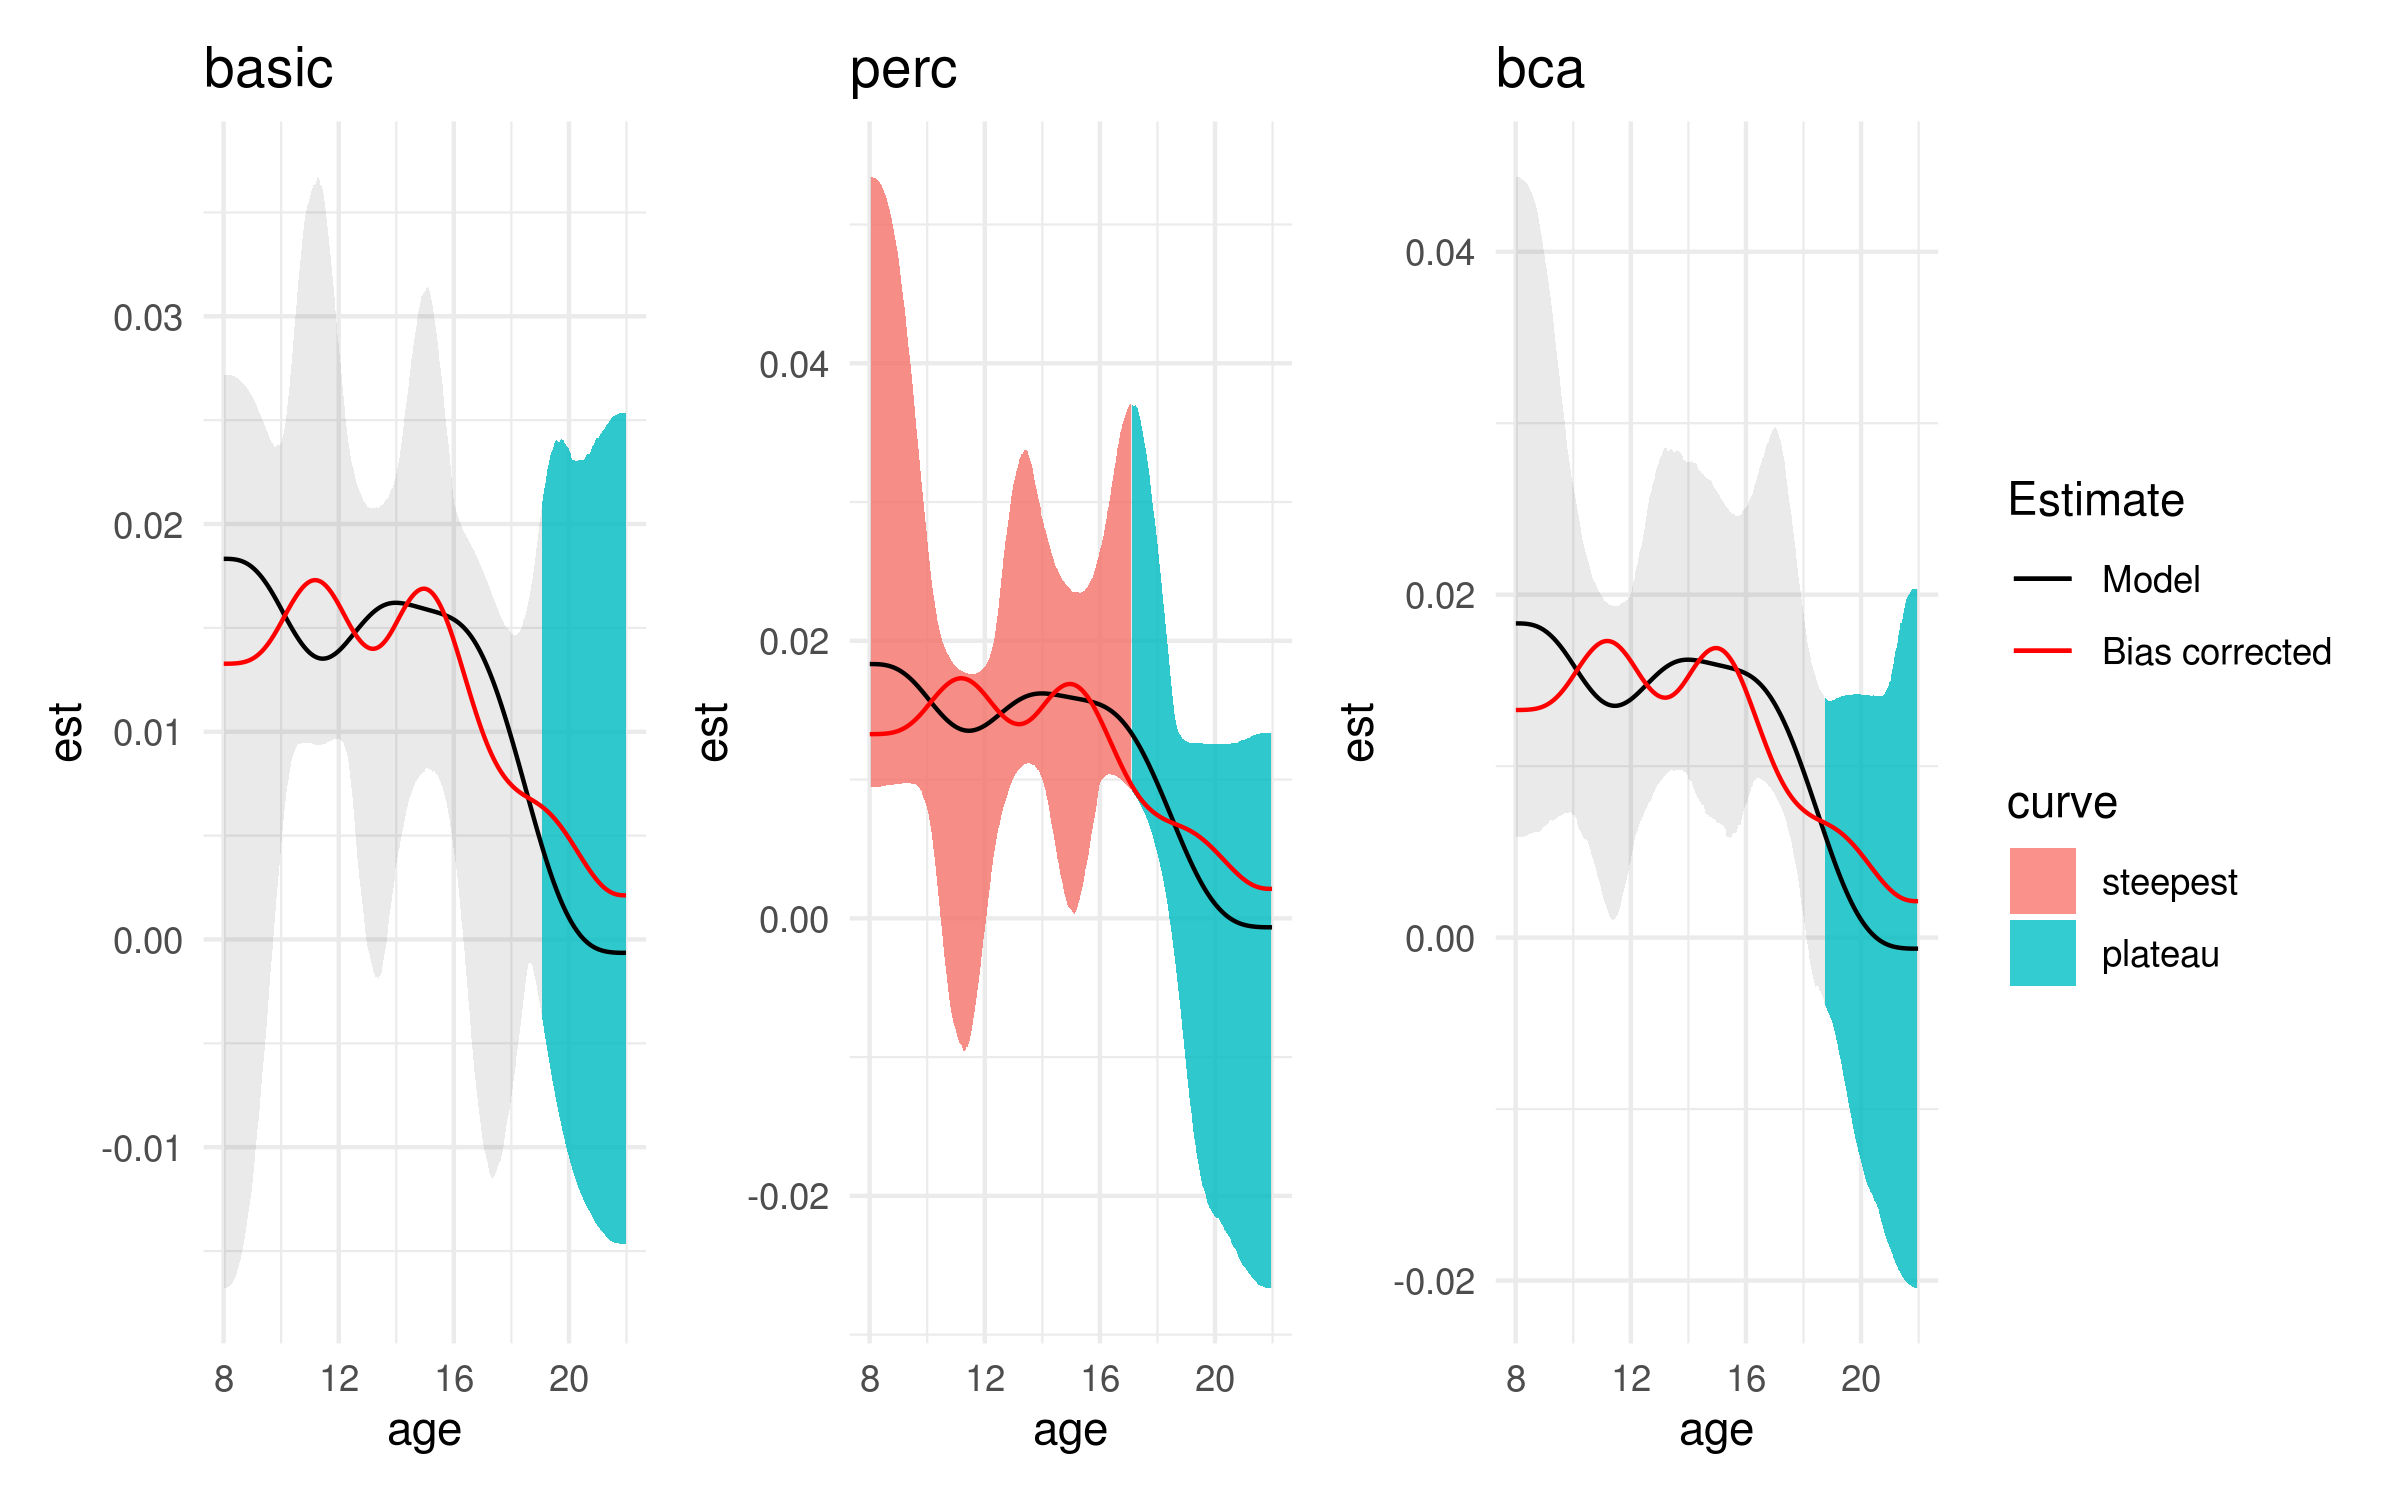 basic
perc
bca
0.03
0.02
0.01
0.00
-0.01
est
8 12 16 20
age
0.04
0.02
0.00
-0.02
est
8 12 16 20
age
0.04
0.02
0.00
-0.02
est
8 12 16 20
age
Estimate
Model
Bias corrected
curve
steepest
plateau